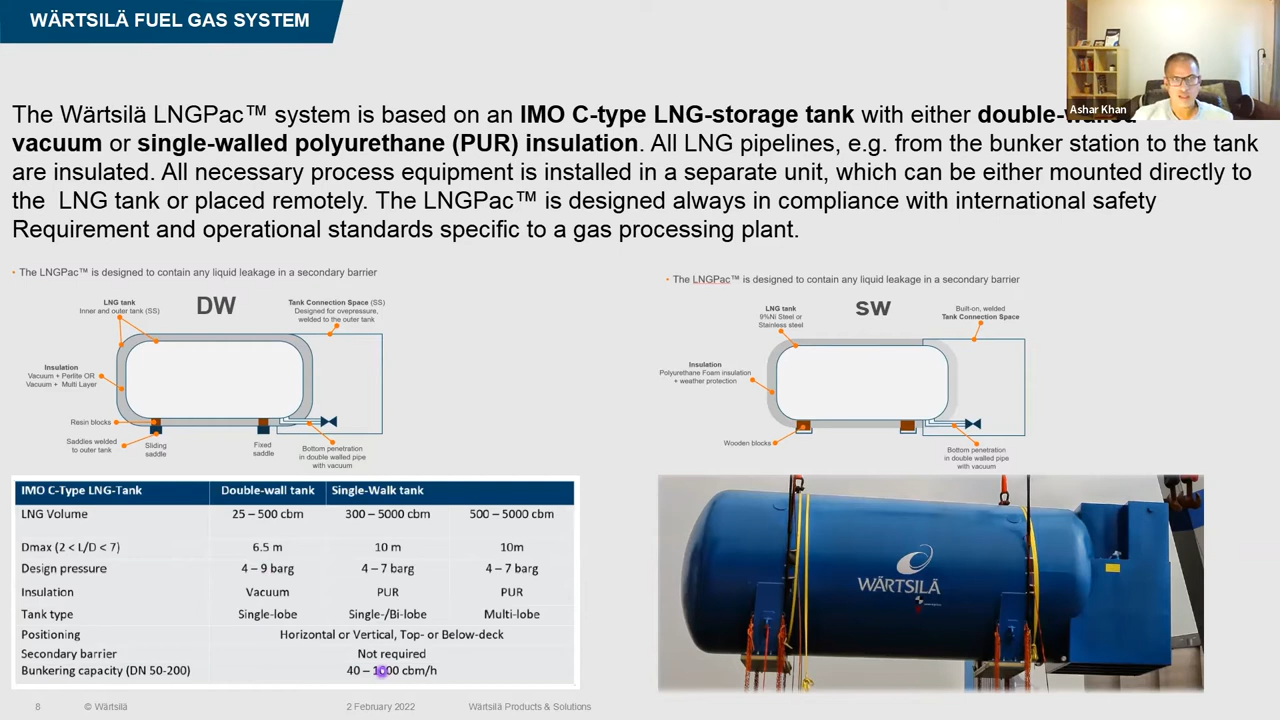 WÄRTSILÄ FUEL GAS SYSTEM
Ashar Khan
The Wärtsilä LNGPac™ system is based on an IMO C-type LNG-storage tank with either
vacuum or single-walled polyurethane (PUR) insulation. All LNG pipelines, e.g. from the bunker station to the tank
are insulated. All necessary process equipment is installed in a separate unit, which can be either mounted directly to
the LNG tank or placed remotely. The LNGPac™ is designed always in compliance with international safety
Requirement and operational standards specific to a gas processing plant.
• The LNGPac™ is designed to contain any liquid leakage in a secondary barrier
LNG tank
Inner and outer tank (SS)
DW
Tank Connection Space (SS)
Designed for overpressure,
welded to the outer tank
Insulation
Vacuum + Perlite OR
Vacuum + Multi Layer
Resin blocks
Saddles welded
to outer tank
Sliding
saddle
Fixed
saddle
Bottom penetration
in double walled pipe
with vacuum
• The LNGPac™ is designed to contain any liquid leakage in a secondary barrier
LNG tank
9%Ni Steel or
Stainless steel
SW
Built-on, welded
Tank Connection Space
Insulation
Polyurethane Foam insulation
+ weather protection
Wooden blocks
Bottom penetration
in double walled pipe
with vacuum
IMO C-Type LNG-Tank Double-wall tank Single-Walk tank
LNG Volume 25 – 500 cbm 300 – 5000 cbm 500 – 5000 cbm
Dmax (2 < L/D < 7) 6.5 m 10 m 10m
Design pressure 4 – 9 barg 4 – 7 barg 4 – 7 barg
Insulation Vacuum PUR PUR
Tank type Single-lobe Single-/Bi-lobe Multi-lobe
Positioning Horizontal or Vertical, Top- or Below-deck
Secondary barrier Not required
Bunkering capacity (DN 50-200) 40 – 1000 cbm/h
WÄRTSILÄ
8 © Wärtsilä 2 February 2022 Wärtsilä Products & Solutions